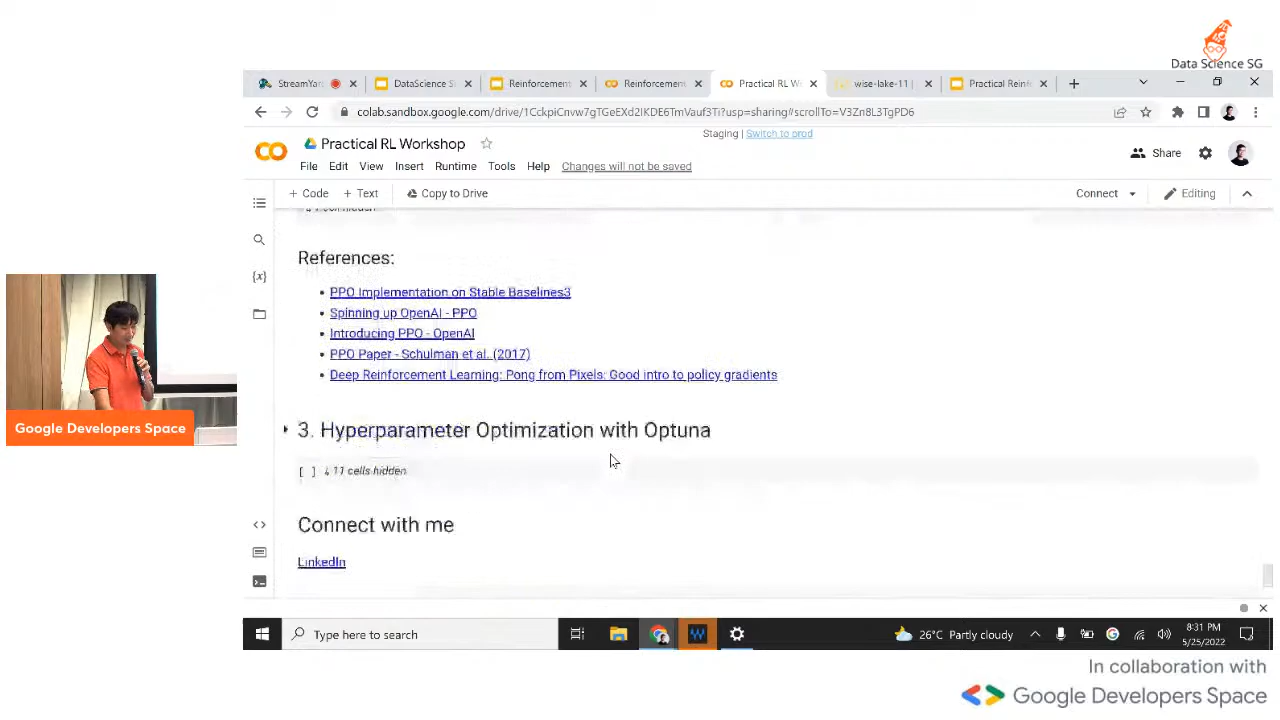 Data Science SG
StreamYar
DataScience S
Reinforcement
Reinforcement
Practical RL W
wise-lake-11 |
Practical Reinf
colab.sandbox.google.com/drive/1CckpiCnvw7gTGeEXd2IKDE6TmVauf3Ti?usp=sharing#scrollTo=V3Zn8L3TgPD6
Staging | Switch to prod
Practical RL Workshop
Share
File Edit View Insert Runtime Tools Help Changes will not be saved
+ Code + Text Copy to Drive Connect Editing
References:
• PPO Implementation on Stable Baselines3
• Spinning up OpenAI - PPO
• Introducing PPO - OpenAI
• PPO Paper - Schulman et al. (2017)
• Deep Reinforcement Learning: Pong from Pixels: Good intro to policy gradients
Google Developers Space
3. Hyperparameter Optimization with Optuna
[ ] ↳ 11 cells hidden
Connect with me
LinkedIn
Type here to search
26°C Partly cloudy
8:31 PM
5/25/2022
In collaboration with
Google Developers Space